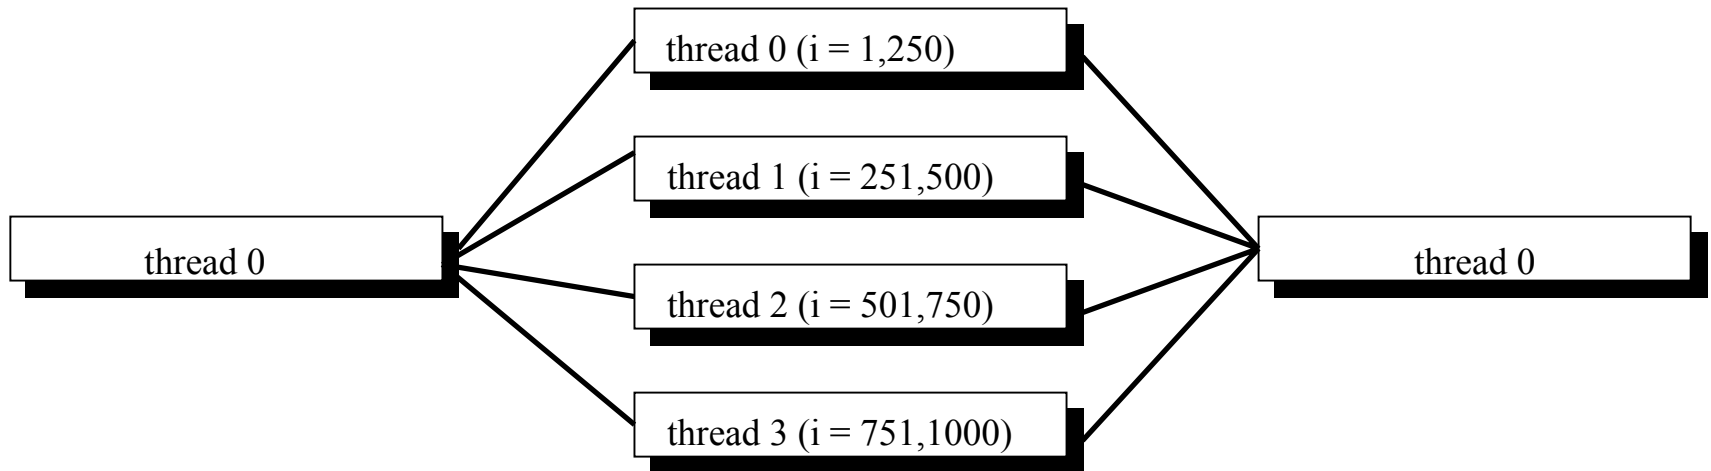 thread 0
thread 0 (i = 1,250)
thread 1 (i = 251,500)
thread 2 (i = 501,750)
thread 3 (i = 751,1000)
thread 0